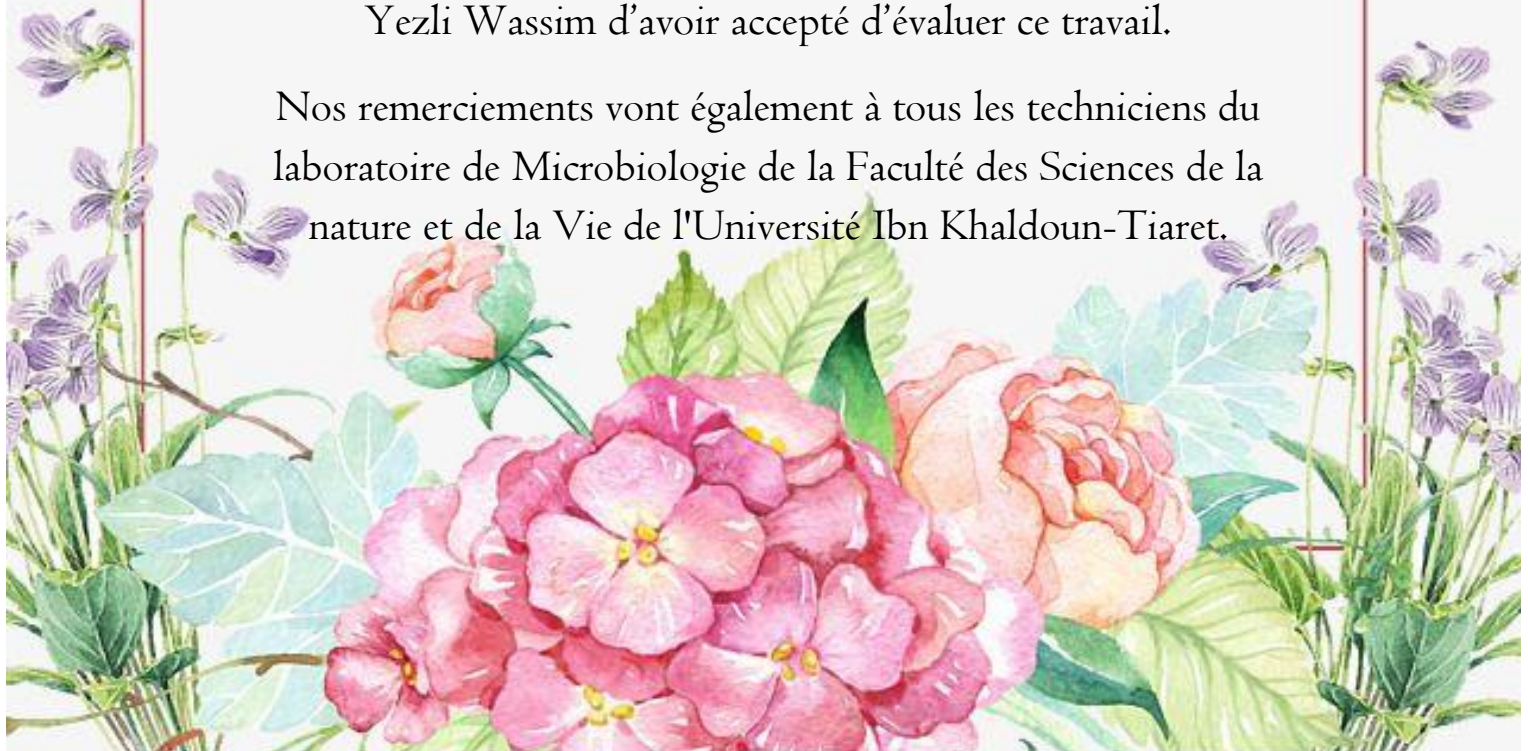 Yezli Wassim d’avoir accepté d’évaluer ce travail.
Nos remerciements vont également à tous les techniciens du
laboratoire de Microbiologie de la Faculté des Sciences de la
nature et de la Vie de l'Université Ibn Khaldoun-Tiaret.